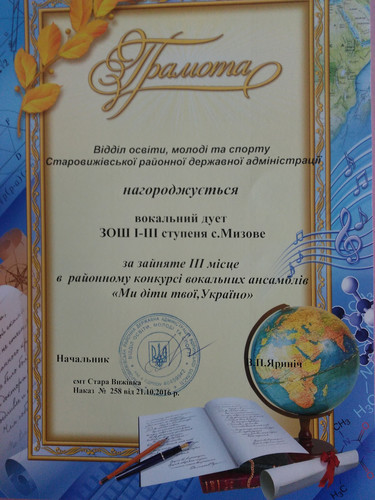 Грамота
Відділ освіти, молоді та спорту
Старовижівської районної державної адміністрації
нагороджується
вокальний дует
ЗОШ І-ІІІ ступеня с.Мизове
за зайняте ІІІ місце
в районному конкурсі вокальних ансамблів
«Ми діти твої,Україно»
Начальник В.П.Яриніч
смт Стара Вижівка
Наказ № 258 від 21.10.2016 р.